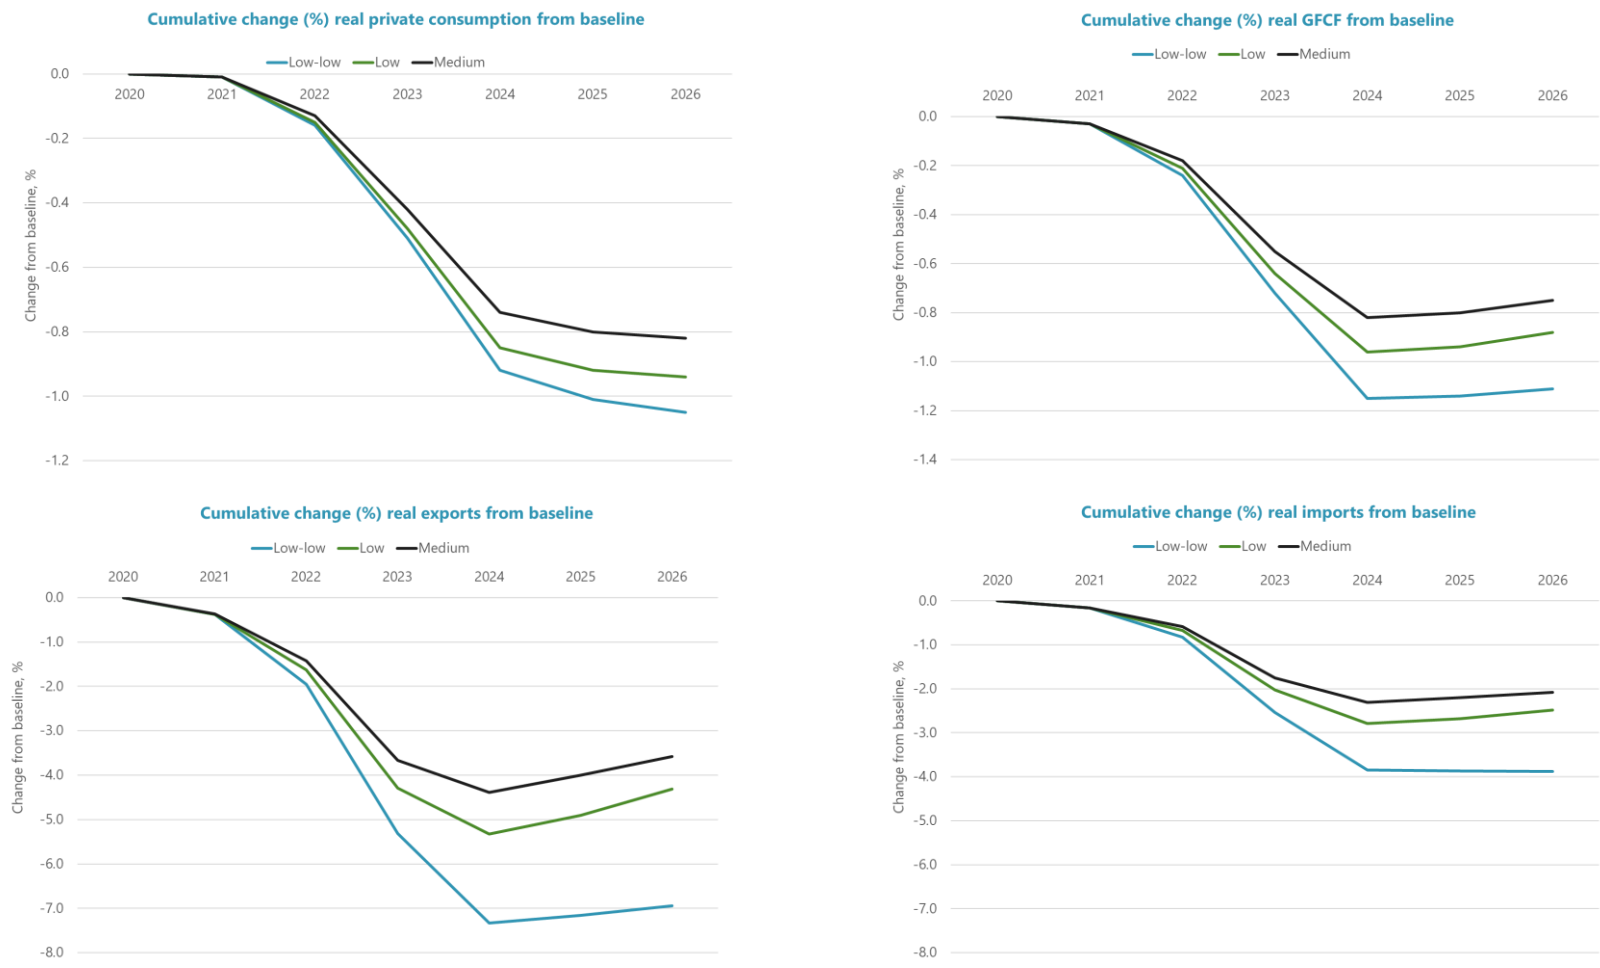 Cumulative change (%) real private consumption from baseline
Low-low Low Medium
0.0
2020 2021 2022 2023 2024 2025 2026
-0.2
-0.4
-0.6
-0.8
-1.0
-1.2
Change from baseline, %
Cumulative change (%) real GFCF from baseline
Low-low Low Medium
2020 2021 2022 2023 2024 2025 2026
0.0
-0.2
-0.4
-0.6
-0.8
-1.0
-1.2
-1.4
Change from baseline, %
Cumulative change (%) real exports from baseline
Low-low Low Medium
2020 2021 2022 2023 2024 2025 2026
0.0
-1.0
-2.0
-3.0
-4.0
-5.0
-6.0
-7.0
-8.0
Change from baseline, %
Cumulative change (%) real imports from baseline
Low-low Low Medium
2020 2021 2022 2023 2024 2025 2026
0.0
-1.0
-2.0
-3.0
-4.0
-5.0
-6.0
-7.0
-8.0
Change from baseline, %